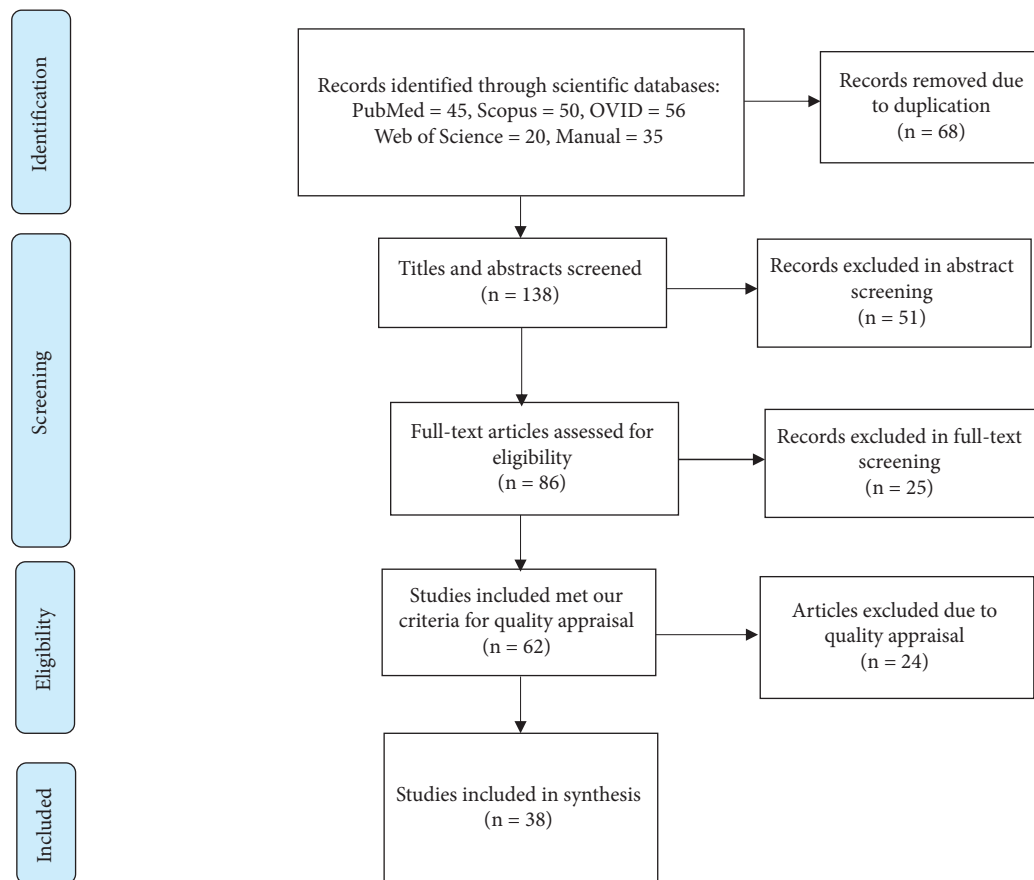 Identification
Records identified through scientific databases:
PubMed = 45, Scopus = 50, OVID = 56
Web of Science = 20, Manual = 35
Records removed due to
duplication
(n = 68)
Screening
Titles and abstracts screened
(n = 138)
Records excluded in abstract
screening
(n = 51)
Full-text articles assessed for
eligibility
(n = 86)
Records excluded in full-text
screening
(n = 25)
Eligibility
Studies included met our
criteria for quality appraisal
(n = 62)
Articles excluded due to
quality appraisal
(n = 24)
Included
Studies included in synthesis
(n = 38)